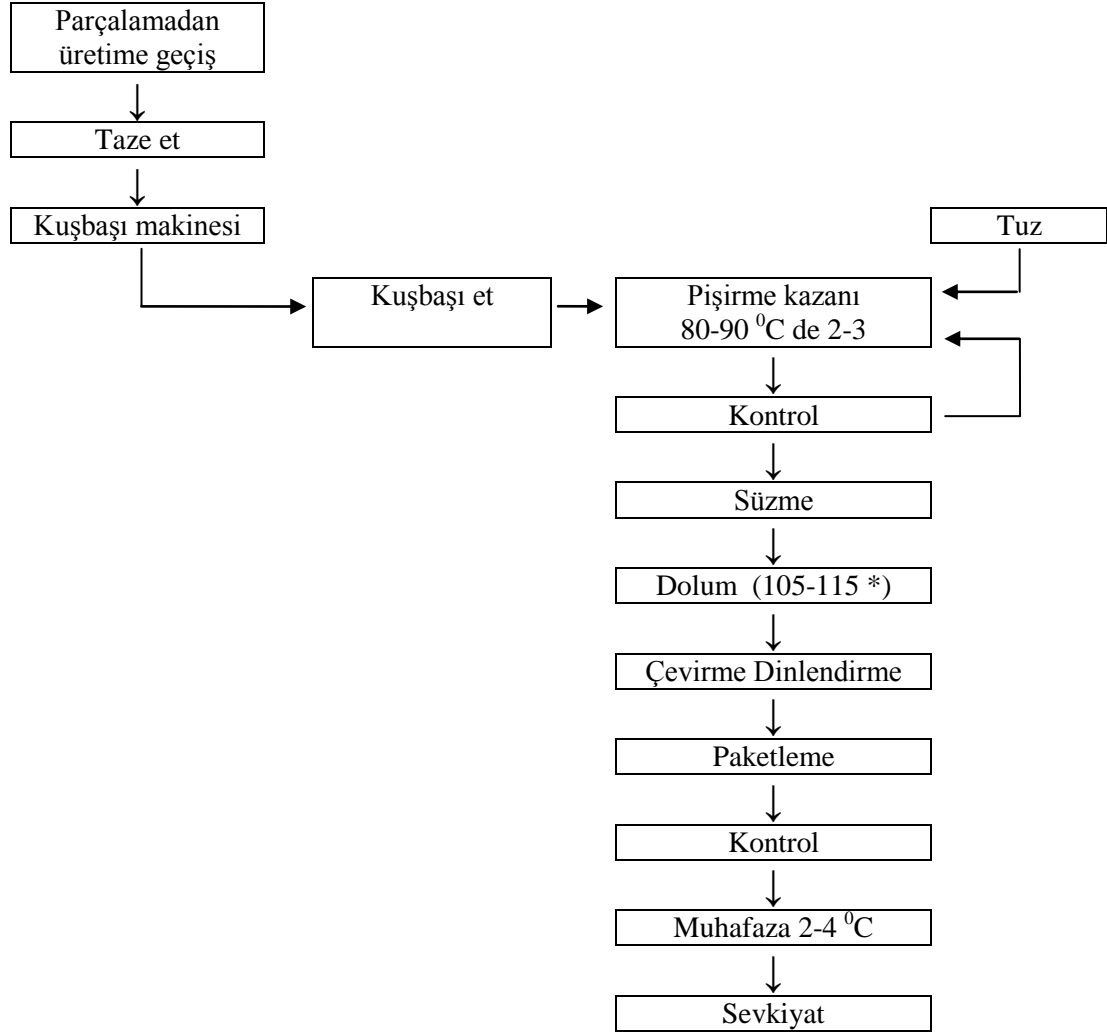 Parçalamadan
üretime geçiş
Taze et
Kuşbaşı makinesi
Tuz
Kuşbaşı et
Pişirme kazanı
80-90 ⁰C de 2-3
Kontrol
Süzme
Dolum (105-115 *)
Çevirme Dinlendirme
Paketleme
Kontrol
Muhafaza 2-4 ⁰C
Sevkiyat